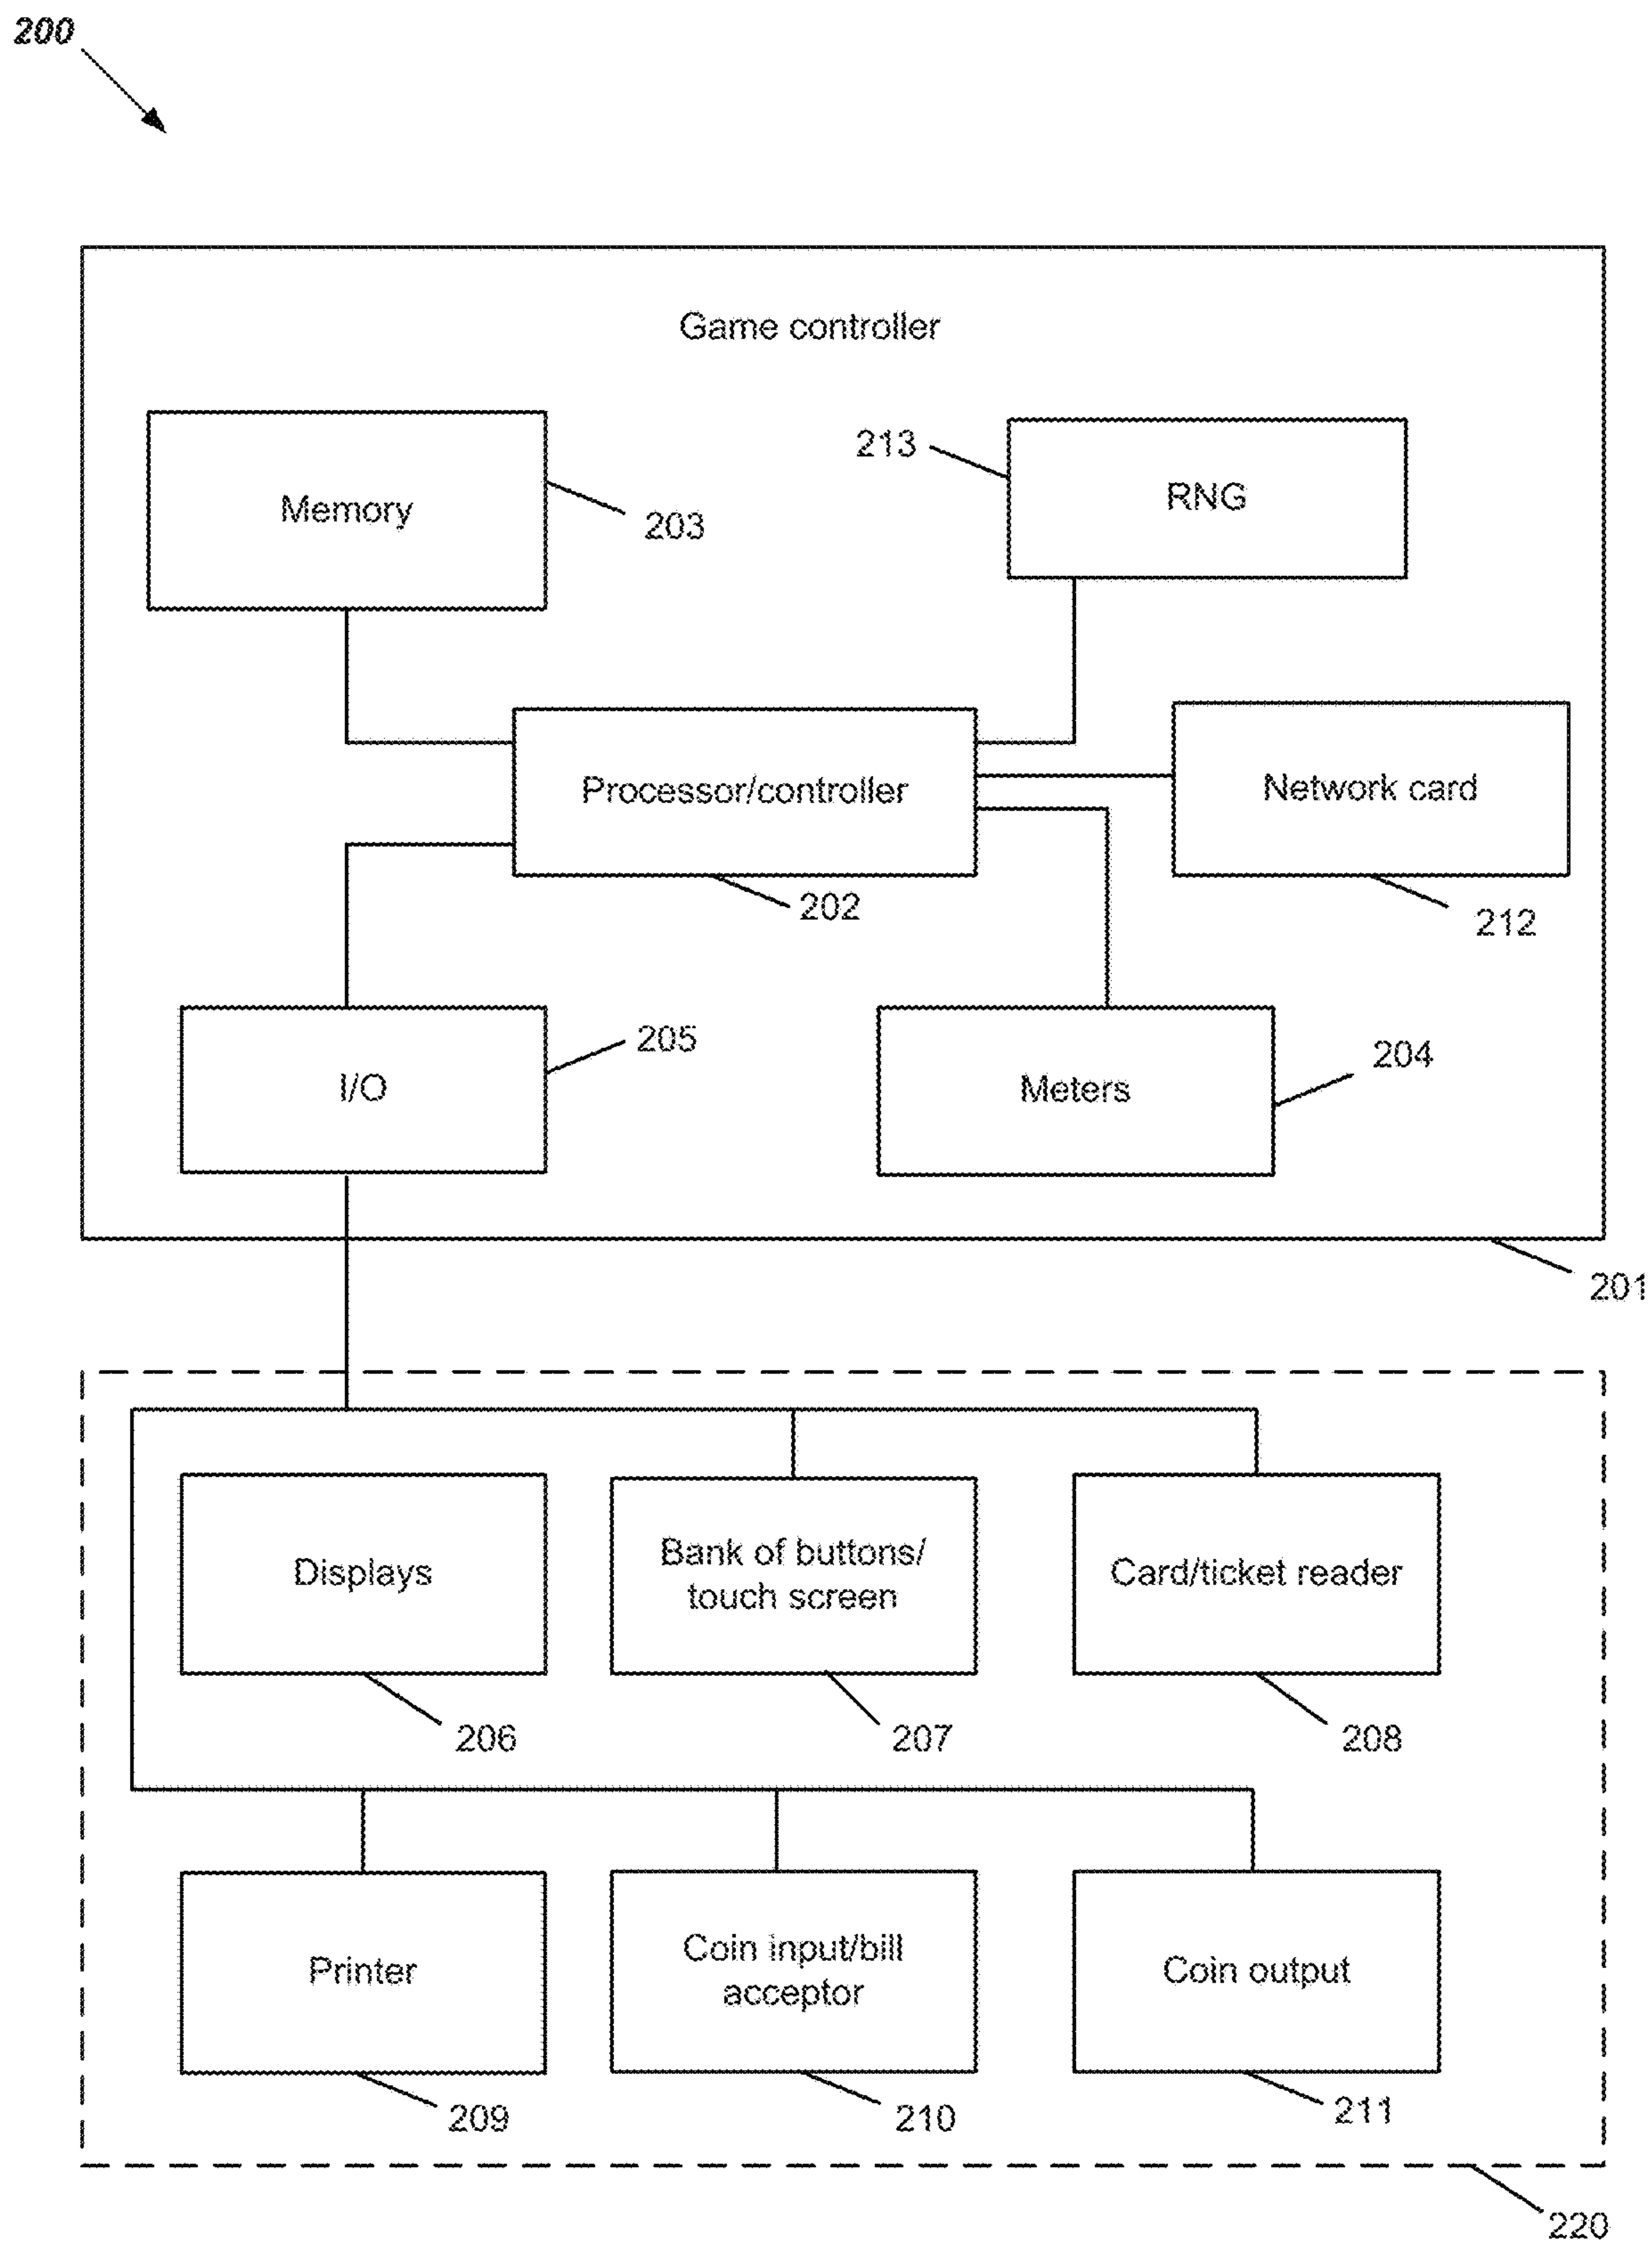 200
Game controller
Memory
203
213
RNG
Processor/controller
202
Network card
212
I/O
205
Meters
204
201
Displays
206
Bank of buttons/
touch screen
207
Card/ticket reader
208
Printer
209
Coin input/bill
acceptor
210
Coin output
211
220